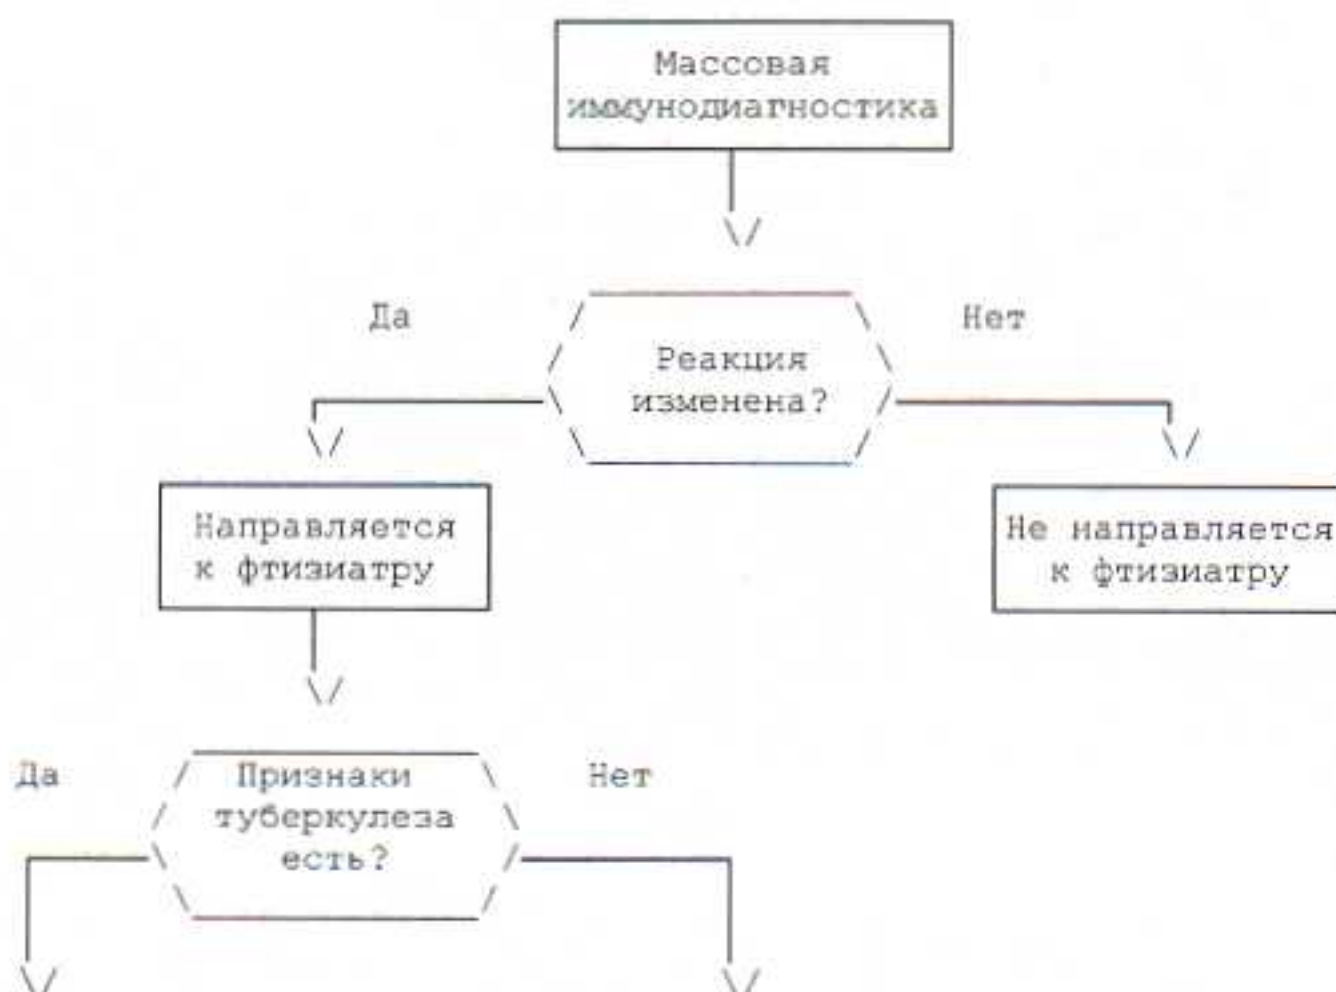 Массовая
иммунодиагностика
Да
Нет
Реакция
изменена?
Направляется
к фтизиатру
Не направляется
к фтизиатру
Да
Признаки
туберкулеза
есть?
Нет